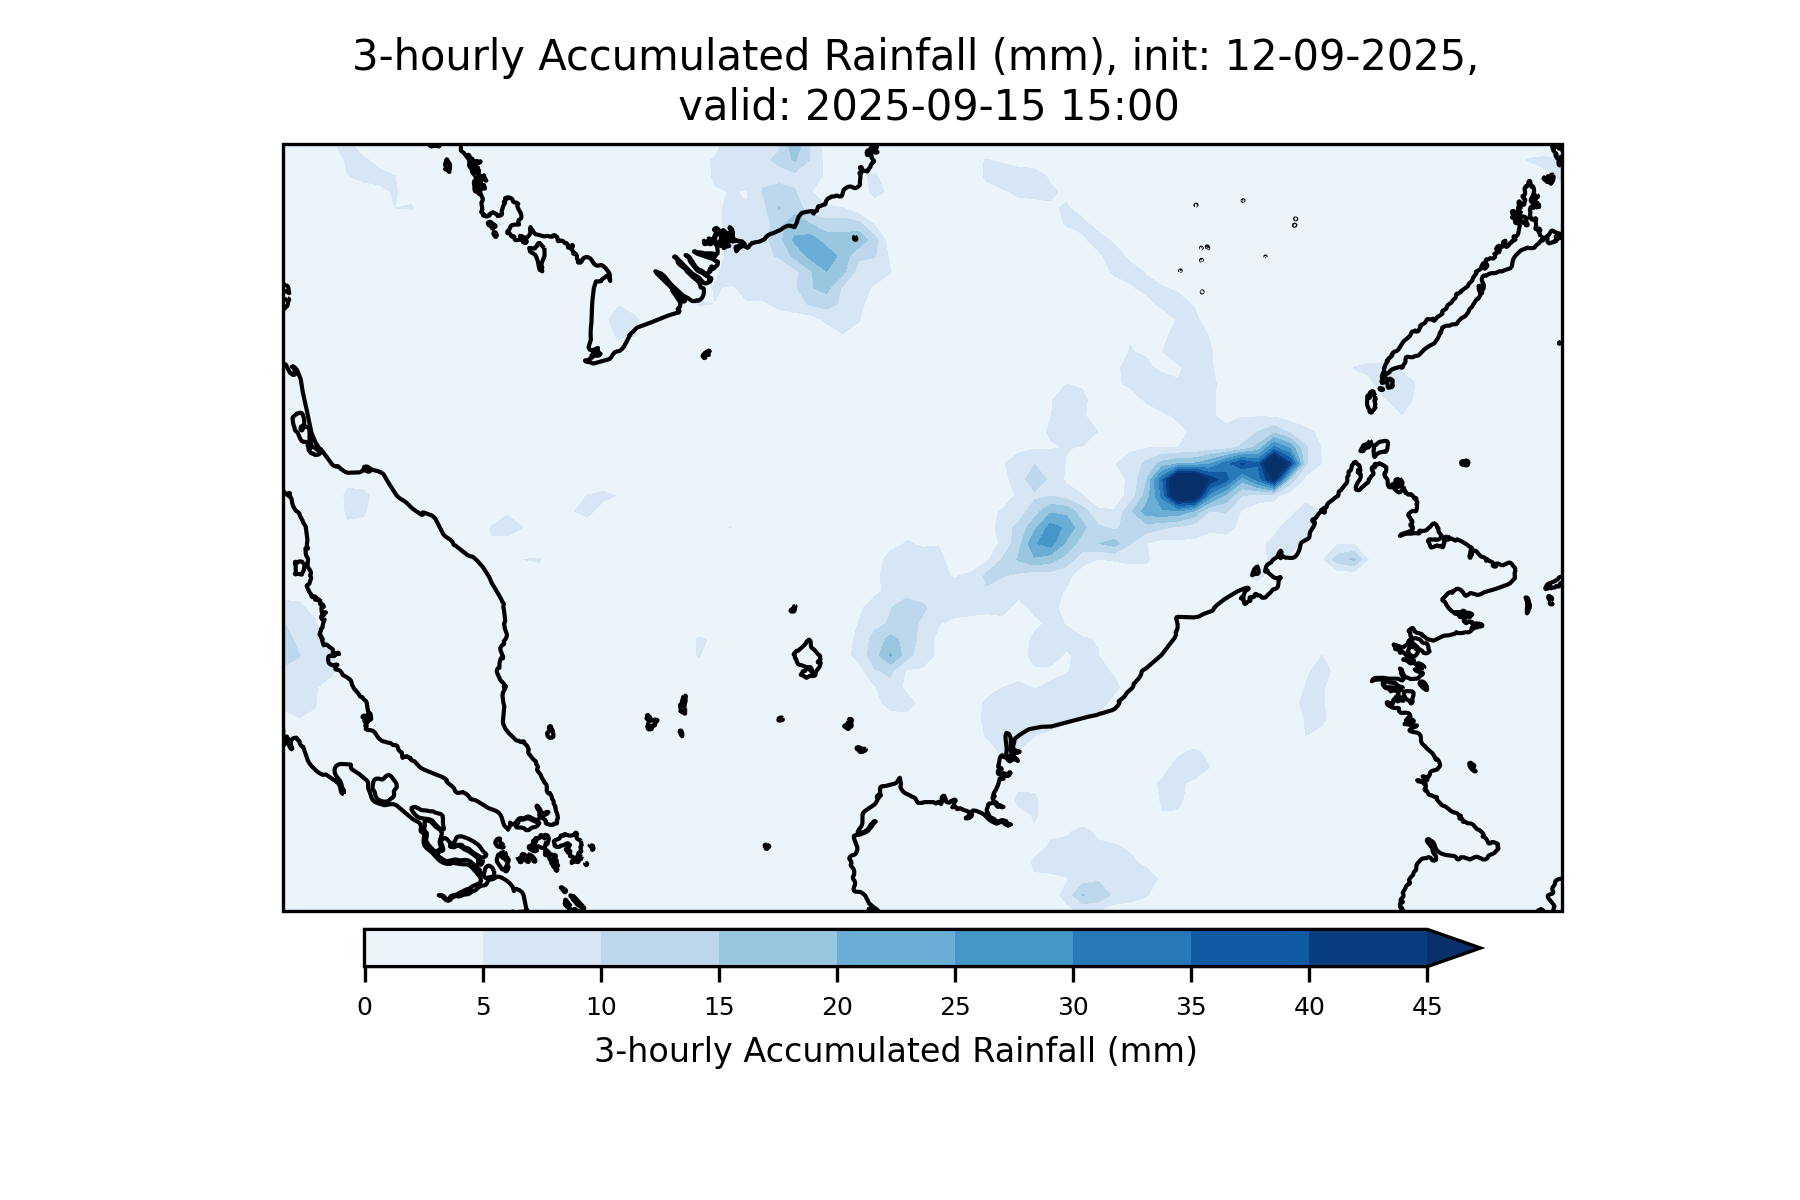 3-hourly Accumulated Rainfall (mm), init: 12-09-2025,
valid: 2025-09-15 15:00
0 5 10 15 20 25 30 35 40 45
3-hourly Accumulated Rainfall (mm)